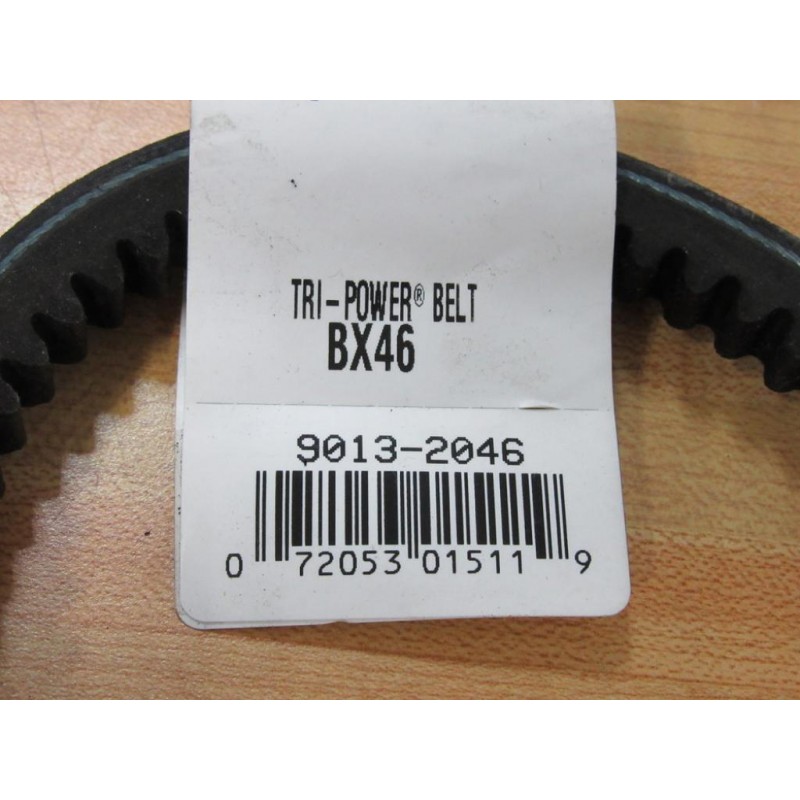 TRI-POWER® BELT
BX46
9013-2046
0 72053 01511 9